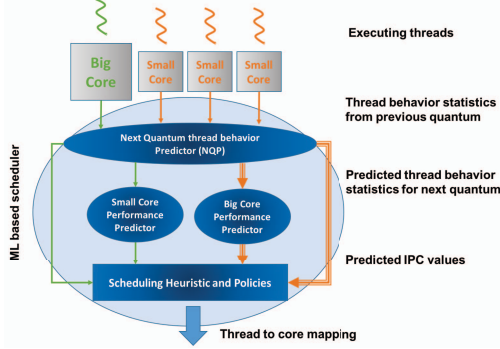 Executing threads
Big
Core
Small
Core
Small
Core
Small
Core
Thread behavior statistics
from previous quantum
Next Quantum thread behavior
Predictor (NQP)
ML based scheduler
Predicted thread behavior
statistics for next quantum
Small Core
Performance
Predictor
Big Core
Performance
Predictor
Predicted IPC values
Scheduling Heuristic and Policies
Thread to core mapping